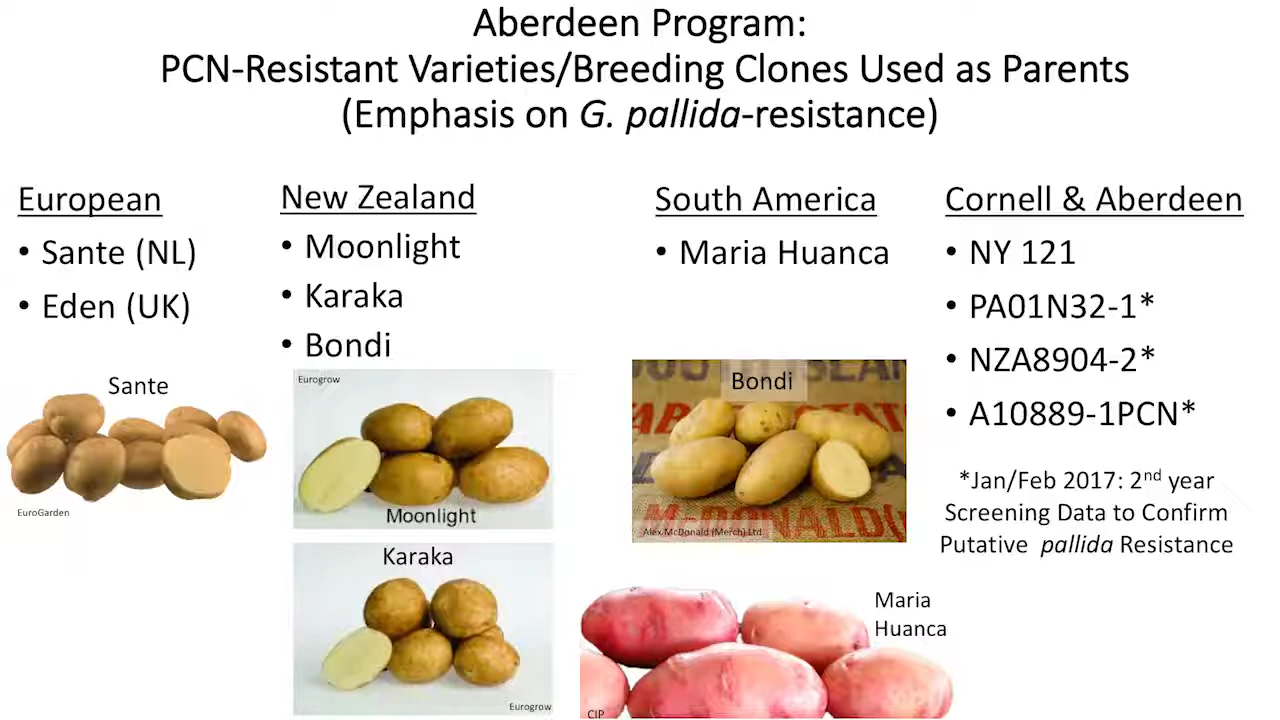 Aberdeen Program:
PCN-Resistant Varieties/Breeding Clones Used as Parents
(Emphasis on G. pallida-resistance)
European
• Sante (NL)
• Eden (UK)
New Zealand
• Moonlight
• Karaka
• Bondi
South America
• Maria Huanca
Cornell & Aberdeen
• NY 121
• PA01N32-1*
• NZA8904-2*
• A10889-1PCN*
*Jan/Feb 2017: 2nd year
Screening Data to Confirm
Putative pallida Resistance
Sante
EuroGarden
Eurogrow
Moonlight
Karaka
Eurogrow
Bondi
Alex McDonald (Merch) Ltd
Maria
Huanca
CIP